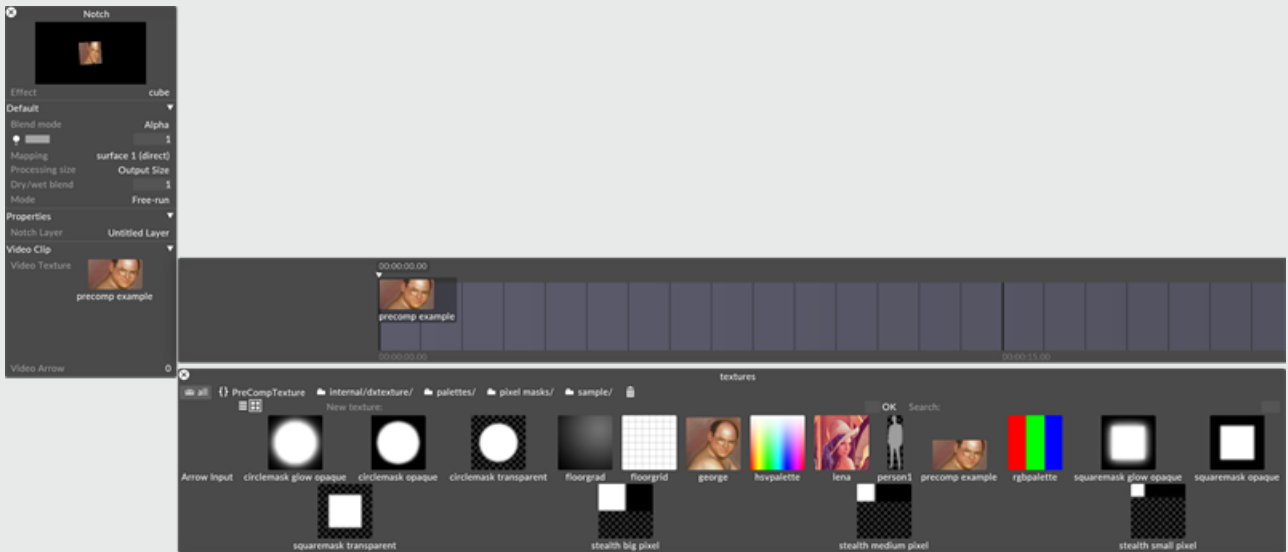 Notch
Effect cube
Default
Blend mode Alpha
1
Mapping surface 1 (direct)
Processing size Output Size
Dry/wet blend 1
Mode Free-run
Properties
Notch Layer Untitled Layer
Video Clip
Video Texture
precomp example
Video Arrow 0
00:00:00.00
precomp example
00:00:00.00 00:00:15.00
textures
all {} PreCompTexture internal/dxtexture/ palettes/ pixel masks/ sample/
New texture: OK Search:
Arrow Input circlemask glow opaque circlemask opaque circlemask transparent floorgrad floorgrid george hsvpalette lena person1 precomp example rgbpalette squaremask glow opaque squaremask opaque
squaremask transparent stealth big pixel stealth medium pixel stealth small pixel